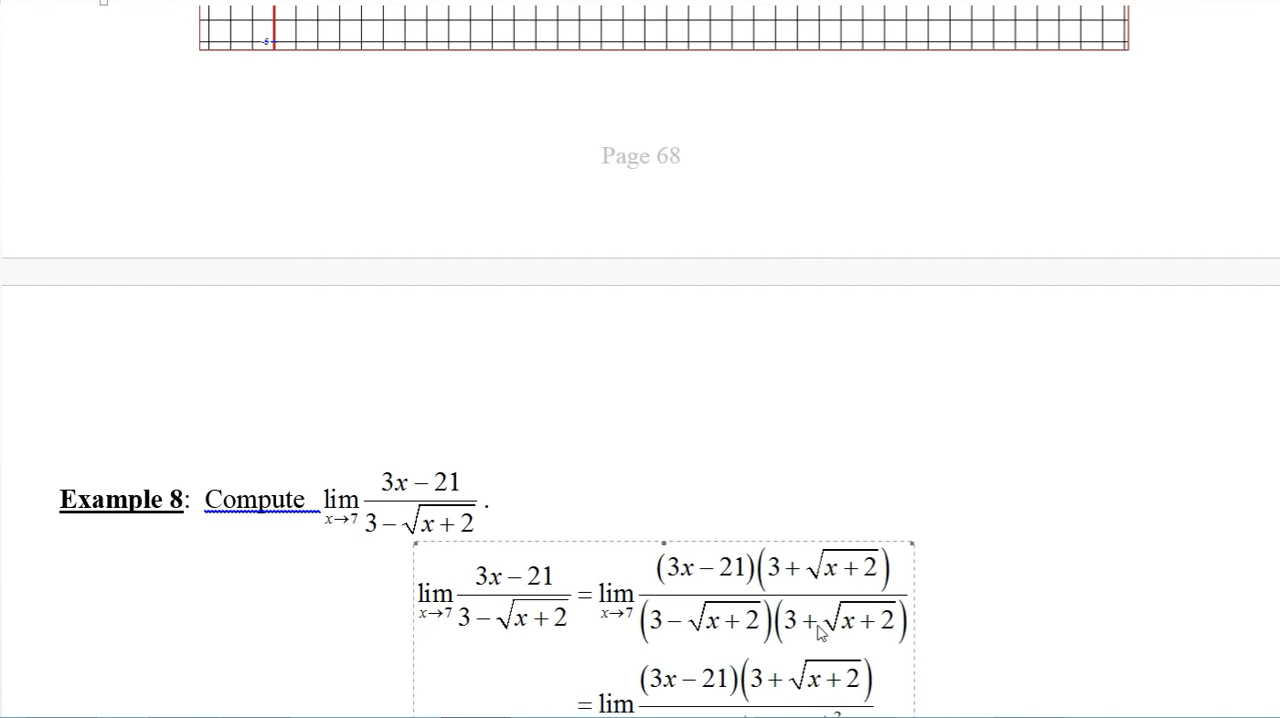 -5
Page 68
Example 8: Compute lim_{x→7} (3x − 21)/(3 − √(x + 2)) .
lim_{x→7} (3x − 21)/(3 − √(x + 2)) = lim_{x→7} ((3x − 21)(3 + √(x + 2)))/((3 − √(x + 2))(3 + √(x + 2)))
= lim (3x − 21)(3 + √(x + 2))